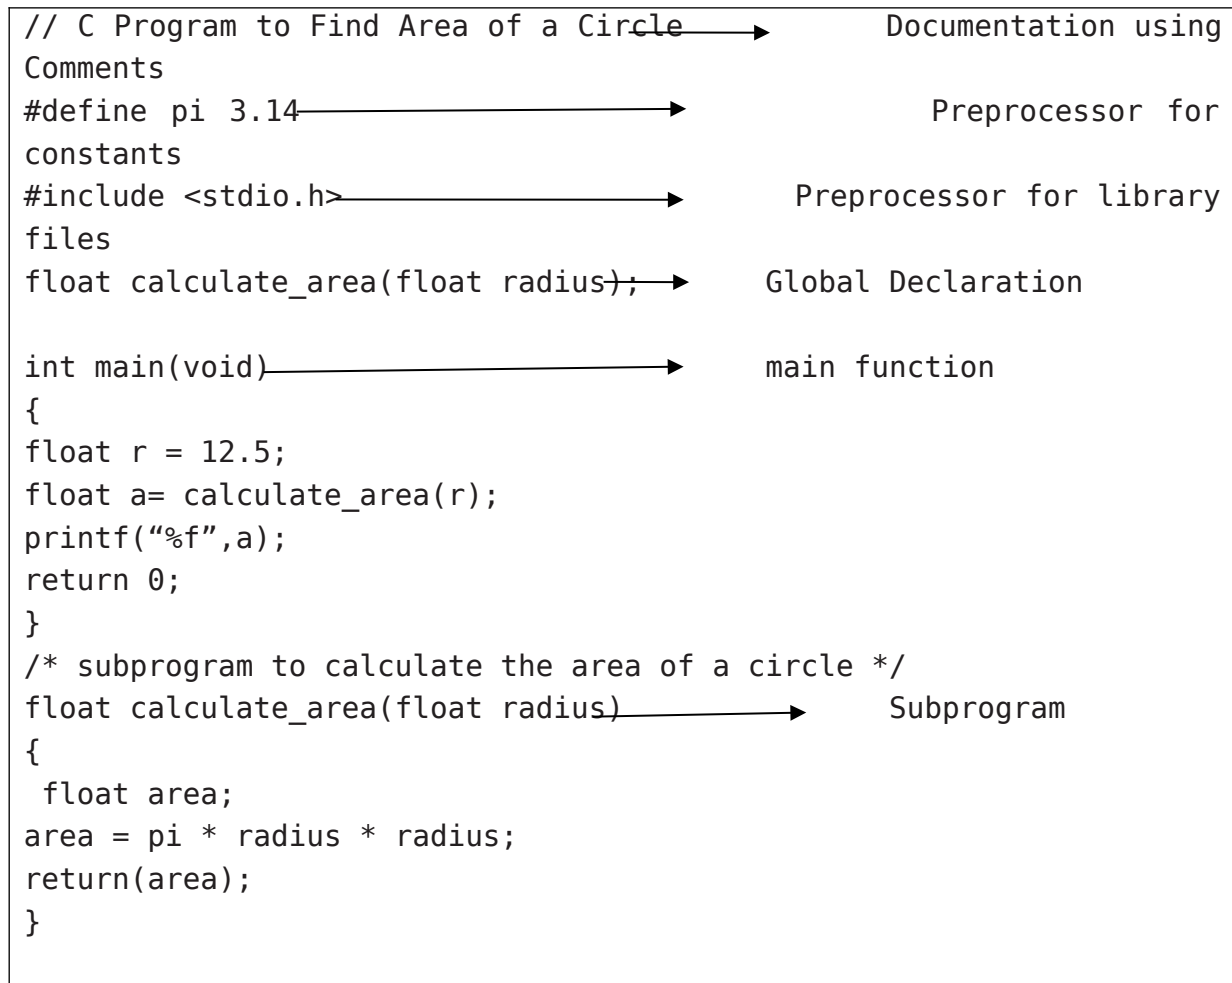 // C Program to Find Area of a Circle Documentation using
Comments
#define pi 3.14 Preprocessor for
constants
#include <stdio.h> Preprocessor for library
files
float calculate_area(float radius); Global Declaration
int main(void) main function
{
float r = 12.5;
float a= calculate_area(r);
printf(“%f”,a);
return 0;
}
/* subprogram to calculate the area of a circle */
float calculate_area(float radius) Subprogram
{
float area;
area = pi * radius * radius;
return(area);
}